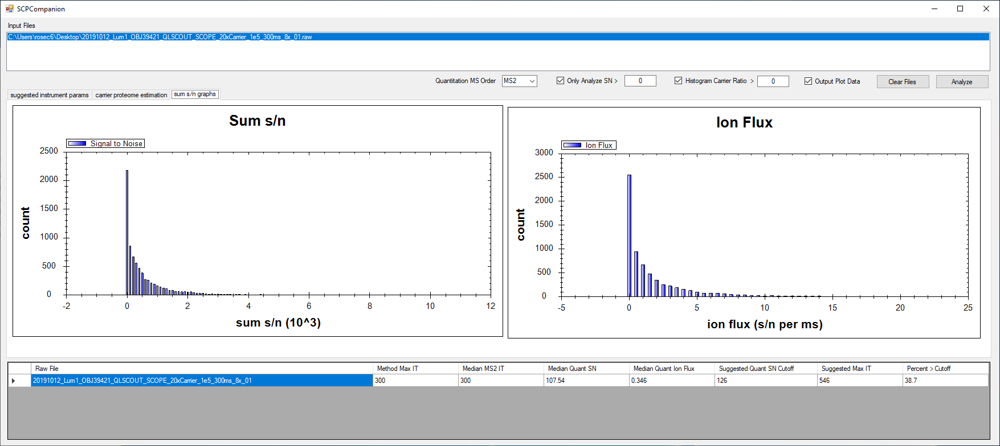 SCPCompanion
Input Files
C:\Users\rosec6\Desktop\20191012_Lum1_OBJ39421_QLSCOUT_SCOPE_20xCarrier_1e5_300ms_8x_01.raw
Quantitation MS Order MS2 Only Analyze SN > 0 Histogram Carrier Ratio > 0 Output Plot Data Clear Files Analyze
suggested instrument params carrier proteome estimation sum s/n graphs
Sum s/n
Signal to Noise
2500
2000
1500
1000
500
0
count
-2 0 2 4 6 8 10 12
sum s/n (10^3)
Ion Flux
Ion Flux
3000
2500
2000
1500
1000
500
0
count
-5 0 5 10 15 20 25
ion flux (s/n per ms)
Raw File Method Max IT Median MS2 IT Median Quant SN Median Quant Ion Flux Suggested Quant SN Cutoff Suggested Max IT Percent > Cutoff
20191012_Lum1_OBJ39421_QLSCOUT_SCOPE_20xCarrier_1e5_300ms_8x_01 300 300 107.54 0.346 126 546 38.7